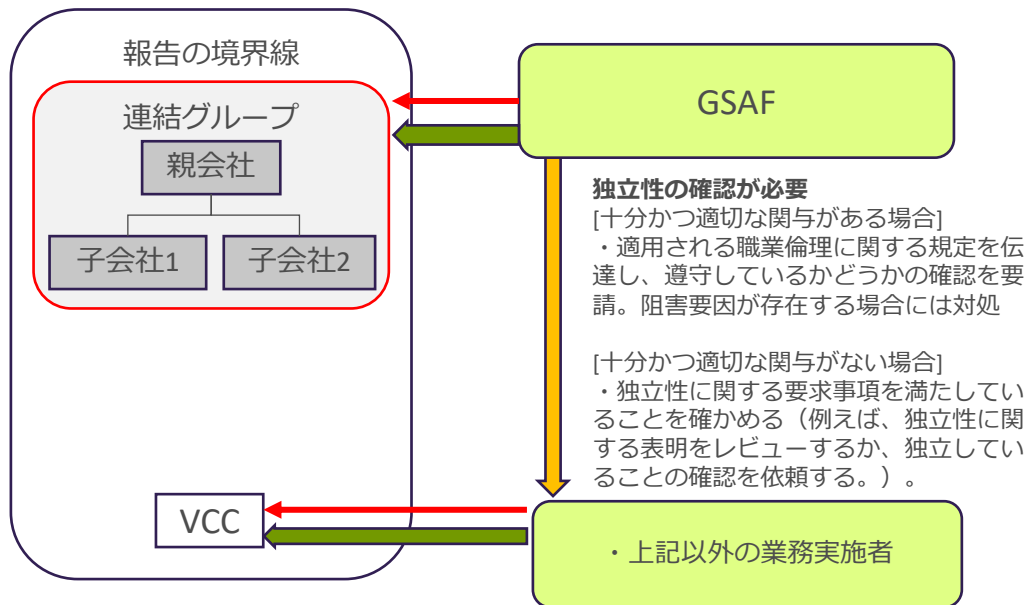 報告の境界線
連結グループ
親会社
子会社1
子会社2
GSAF
独立性の確認が必要
[十分かつ適切な関与がある場合]
・適用される職業倫理に関する規定を伝
達し、遵守しているかどうかの確認を要
請。阻害要因が存在する場合には対処
[十分かつ適切な関与がない場合]
・独立性に関する要求事項を満たしてい
ることを確かめる（例えば、独立性に関
する表明をレビューするか、独立してい
ることの確認を依頼する。）。
VCC
・上記以外の業務実施者